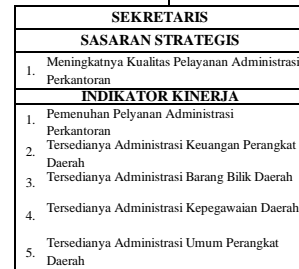 SEKRETARIS
SASARAN STRATEGIS
1. Meningkatnya Kualitas Pelayanan Administrasi
Perkantoran
INDIKATOR KINERJA
1. Pemenuhan Pelyanan Administrasi
Perkantoran
2. Tersedianya Administrasi Keuangan Perangkat
Daerah
3. Tersedianya Administrasi Barang Bilik Daerah
4. Tersedianya Administrasi Kepegawaian Daerah
5. Tersedianya Administrasi Umum Perangkat
Daerah